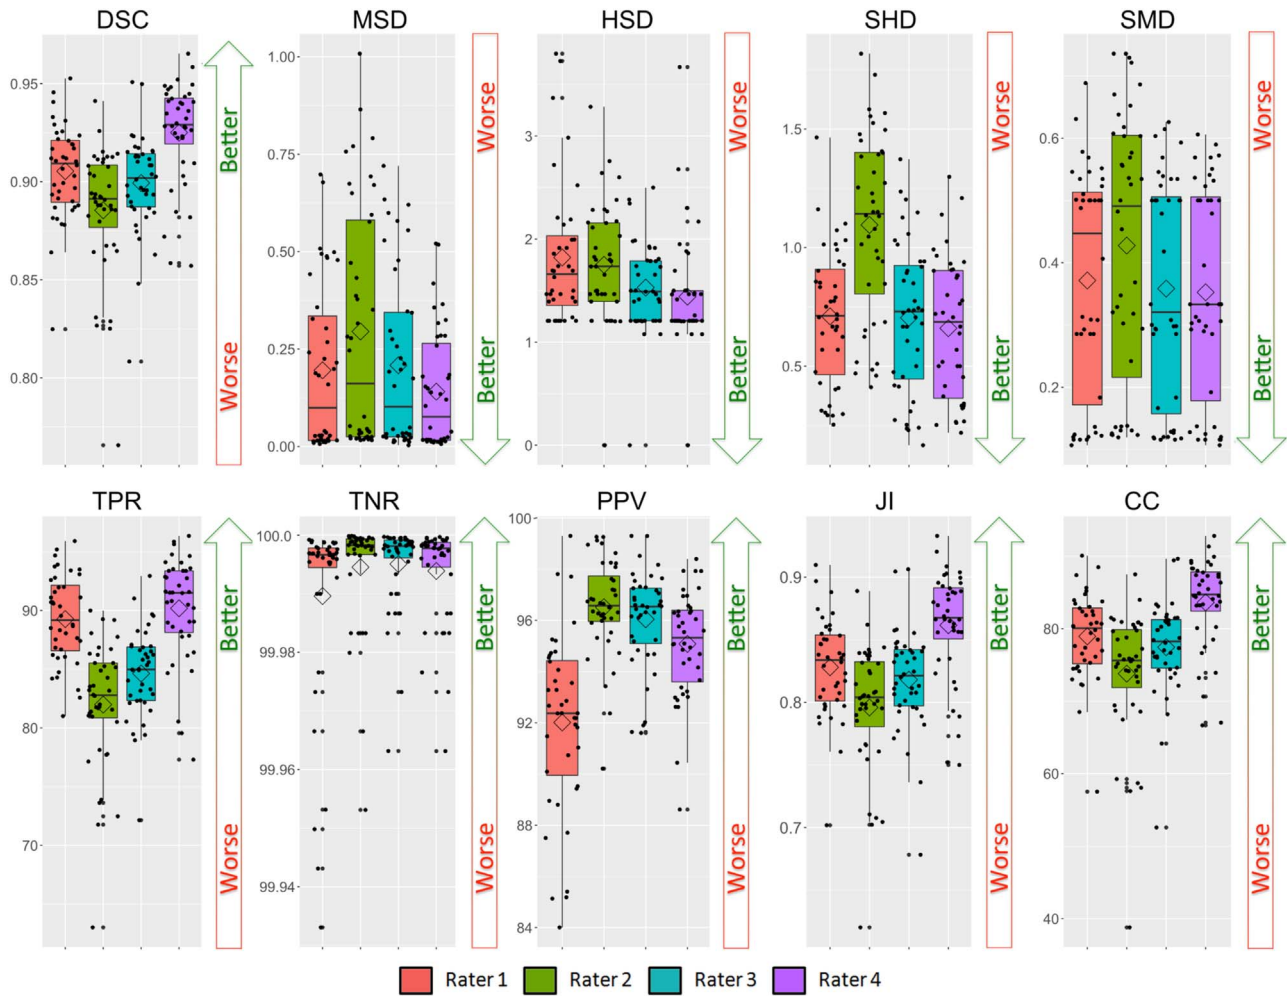 DSC MSD HSD SHD SMD
0.95
0.90
0.85
0.80
Better
Worse
1.00
0.75
0.50
0.25
0.00
Worse
Better
3
2
1
0
Worse
Better
1.5
1.0
0.5
Worse
Better
0.6
0.4
0.2
Worse
Better
TPR TNR PPV JI CC
90
80
70
Better
Worse
100.0
99.98
99.96
99.94
Better
Worse
100
96
92
88
84
Better
Worse
0.9
0.8
0.7
Better
Worse
80
60
40
Better
Worse
Rater 1 Rater 2 Rater 3 Rater 4